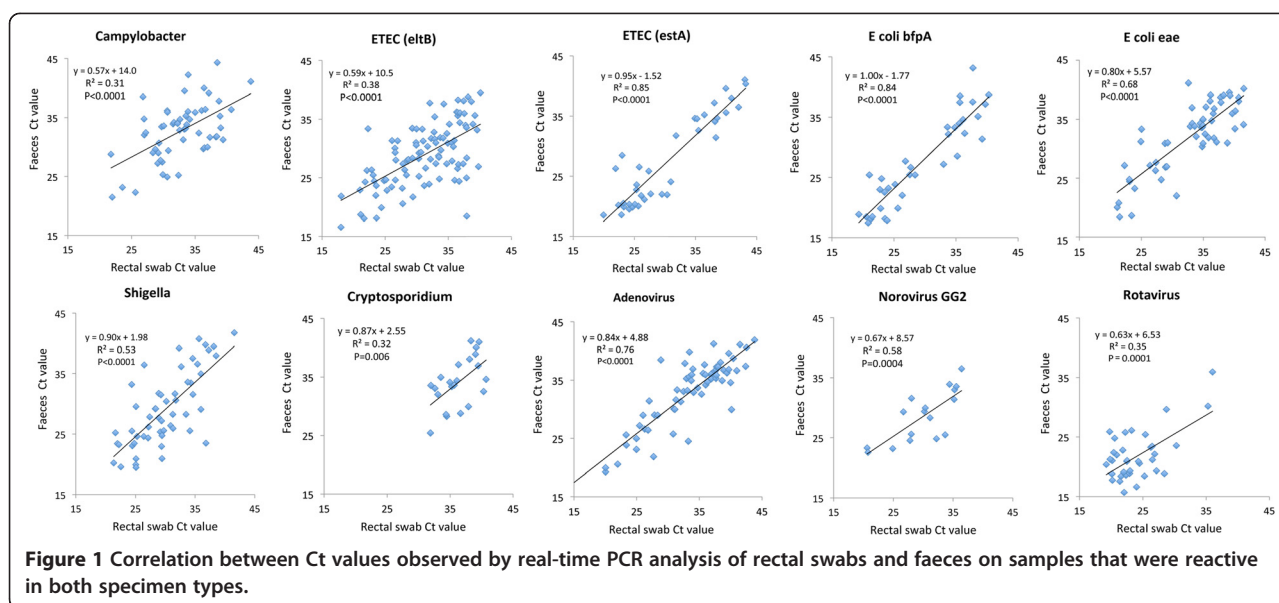 Campylobacter
y = 0.57x + 14.0
R² = 0.31
P<0.0001
Faeces Ct value
45
35
25
15
15 25 35 45
Rectal swab Ct value
ETEC (eltB)
y = 0.59x + 10.5
R² = 0.38
P<0.0001
Faeces Ct value
45
35
25
15
15 25 35 45
Rectal swab Ct value
ETEC (estA)
y = 0.95x - 1.52
R² = 0.85
P<0.0001
Faeces Ct value
45
35
25
15
15 25 35 45
Rectal swab Ct value
E coli bfpA
y = 1.00x - 1.77
R² = 0.84
P<0.0001
Faeces Ct value
45
35
25
15
15 25 35 45
Rectal swab Ct value
E coli eae
y = 0.80x + 5.57
R² = 0.68
P<0.0001
Faeces Ct value
45
35
25
15
15 25 35 45
Rectal swab Ct value
Shigella
y = 0.90x + 1.98
R² = 0.53
P<0.0001
Faeces Ct value
45
35
25
15
15 25 35 45
Rectal swab Ct value
Cryptosporidium
y = 0.87x + 2.55
R² = 0.32
P=0.006
Faeces Ct value
45
35
25
15
15 25 35 45
Rectal swab Ct value
Adenovirus
y = 0.84x + 4.88
R² = 0.76
P<0.0001
Faeces Ct value
45
35
25
15
15 25 35 45
Rectal swab Ct value
Norovirus GG2
y = 0.67x + 8.57
R² = 0.58
P=0.0004
Faeces Ct value
45
35
25
15
15 25 35 45
Rectal swab Ct value
Rotavirus
y = 0.63x + 6.53
R² = 0.35
P = 0.0001
Faeces Ct value
45
35
25
15
15 25 35 45
Rectal swab Ct value
Figure 1 Correlation between Ct values observed by real-time PCR analysis of rectal swabs and faeces on samples that were reactive
in both specimen types.